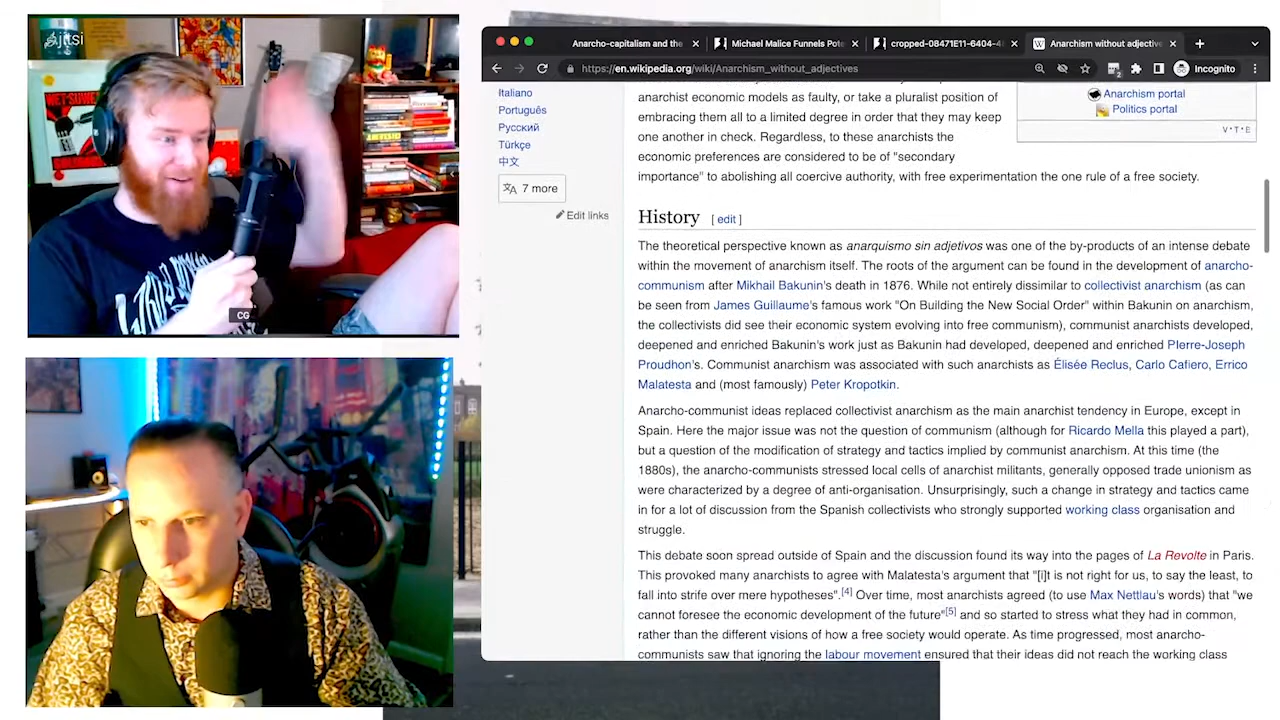 jitsi
CG
Anarcho-capitalism and the
Michael Malice Funnels Pote
cropped-08471E11-6404-4
Anarchism without adjective
https://en.wikipedia.org/wiki/Anarchism_without_adjectives
Incognito
Italiano
Português
Русский
Türkçe
中文
7 more
Edit links
anarchist economic models as faulty, or take a pluralist position of
embracing them all to a limited degree in order that they may keep
one another in check. Regardless, to these anarchists the
economic preferences are considered to be of "secondary
importance" to abolishing all coercive authority, with free experimentation the one rule of a free society.
Anarchism portal
Politics portal
V·T·E
History [ edit ]
The theoretical perspective known as anarquismo sin adjetivos was one of the by-products of an intense debate
within the movement of anarchism itself. The roots of the argument can be found in the development of anarcho-
communism after Mikhail Bakunin's death in 1876. While not entirely dissimilar to collectivist anarchism (as can
be seen from James Guillaume's famous work "On Building the New Social Order" within Bakunin on anarchism,
the collectivists did see their economic system evolving into free communism), communist anarchists developed,
deepened and enriched Bakunin's work just as Bakunin had developed, deepened and enriched PIerre-Joseph
Proudhon's. Communist anarchism was associated with such anarchists as Élisée Reclus, Carlo Cafiero, Errico
Malatesta and (most famously) Peter Kropotkin.
Anarcho-communist ideas replaced collectivist anarchism as the main anarchist tendency in Europe, except in
Spain. Here the major issue was not the question of communism (although for Ricardo Mella this played a part),
but a question of the modification of strategy and tactics implied by communist anarchism. At this time (the
1880s), the anarcho-communists stressed local cells of anarchist militants, generally opposed trade unionism as
were characterized by a degree of anti-organisation. Unsurprisingly, such a change in strategy and tactics came
in for a lot of discussion from the Spanish collectivists who strongly supported working class organisation and
struggle.
This debate soon spread outside of Spain and the discussion found its way into the pages of La Revolte in Paris.
This provoked many anarchists to agree with Malatesta's argument that "[i]t is not right for us, to say the least, to
fall into strife over mere hypotheses".[4] Over time, most anarchists agreed (to use Max Nettlau's words) that "we
cannot foresee the economic development of the future"[5] and so started to stress what they had in common,
rather than the different visions of how a free society would operate. As time progressed, most anarcho-
communists saw that ignoring the labour movement ensured that their ideas did not reach the working class